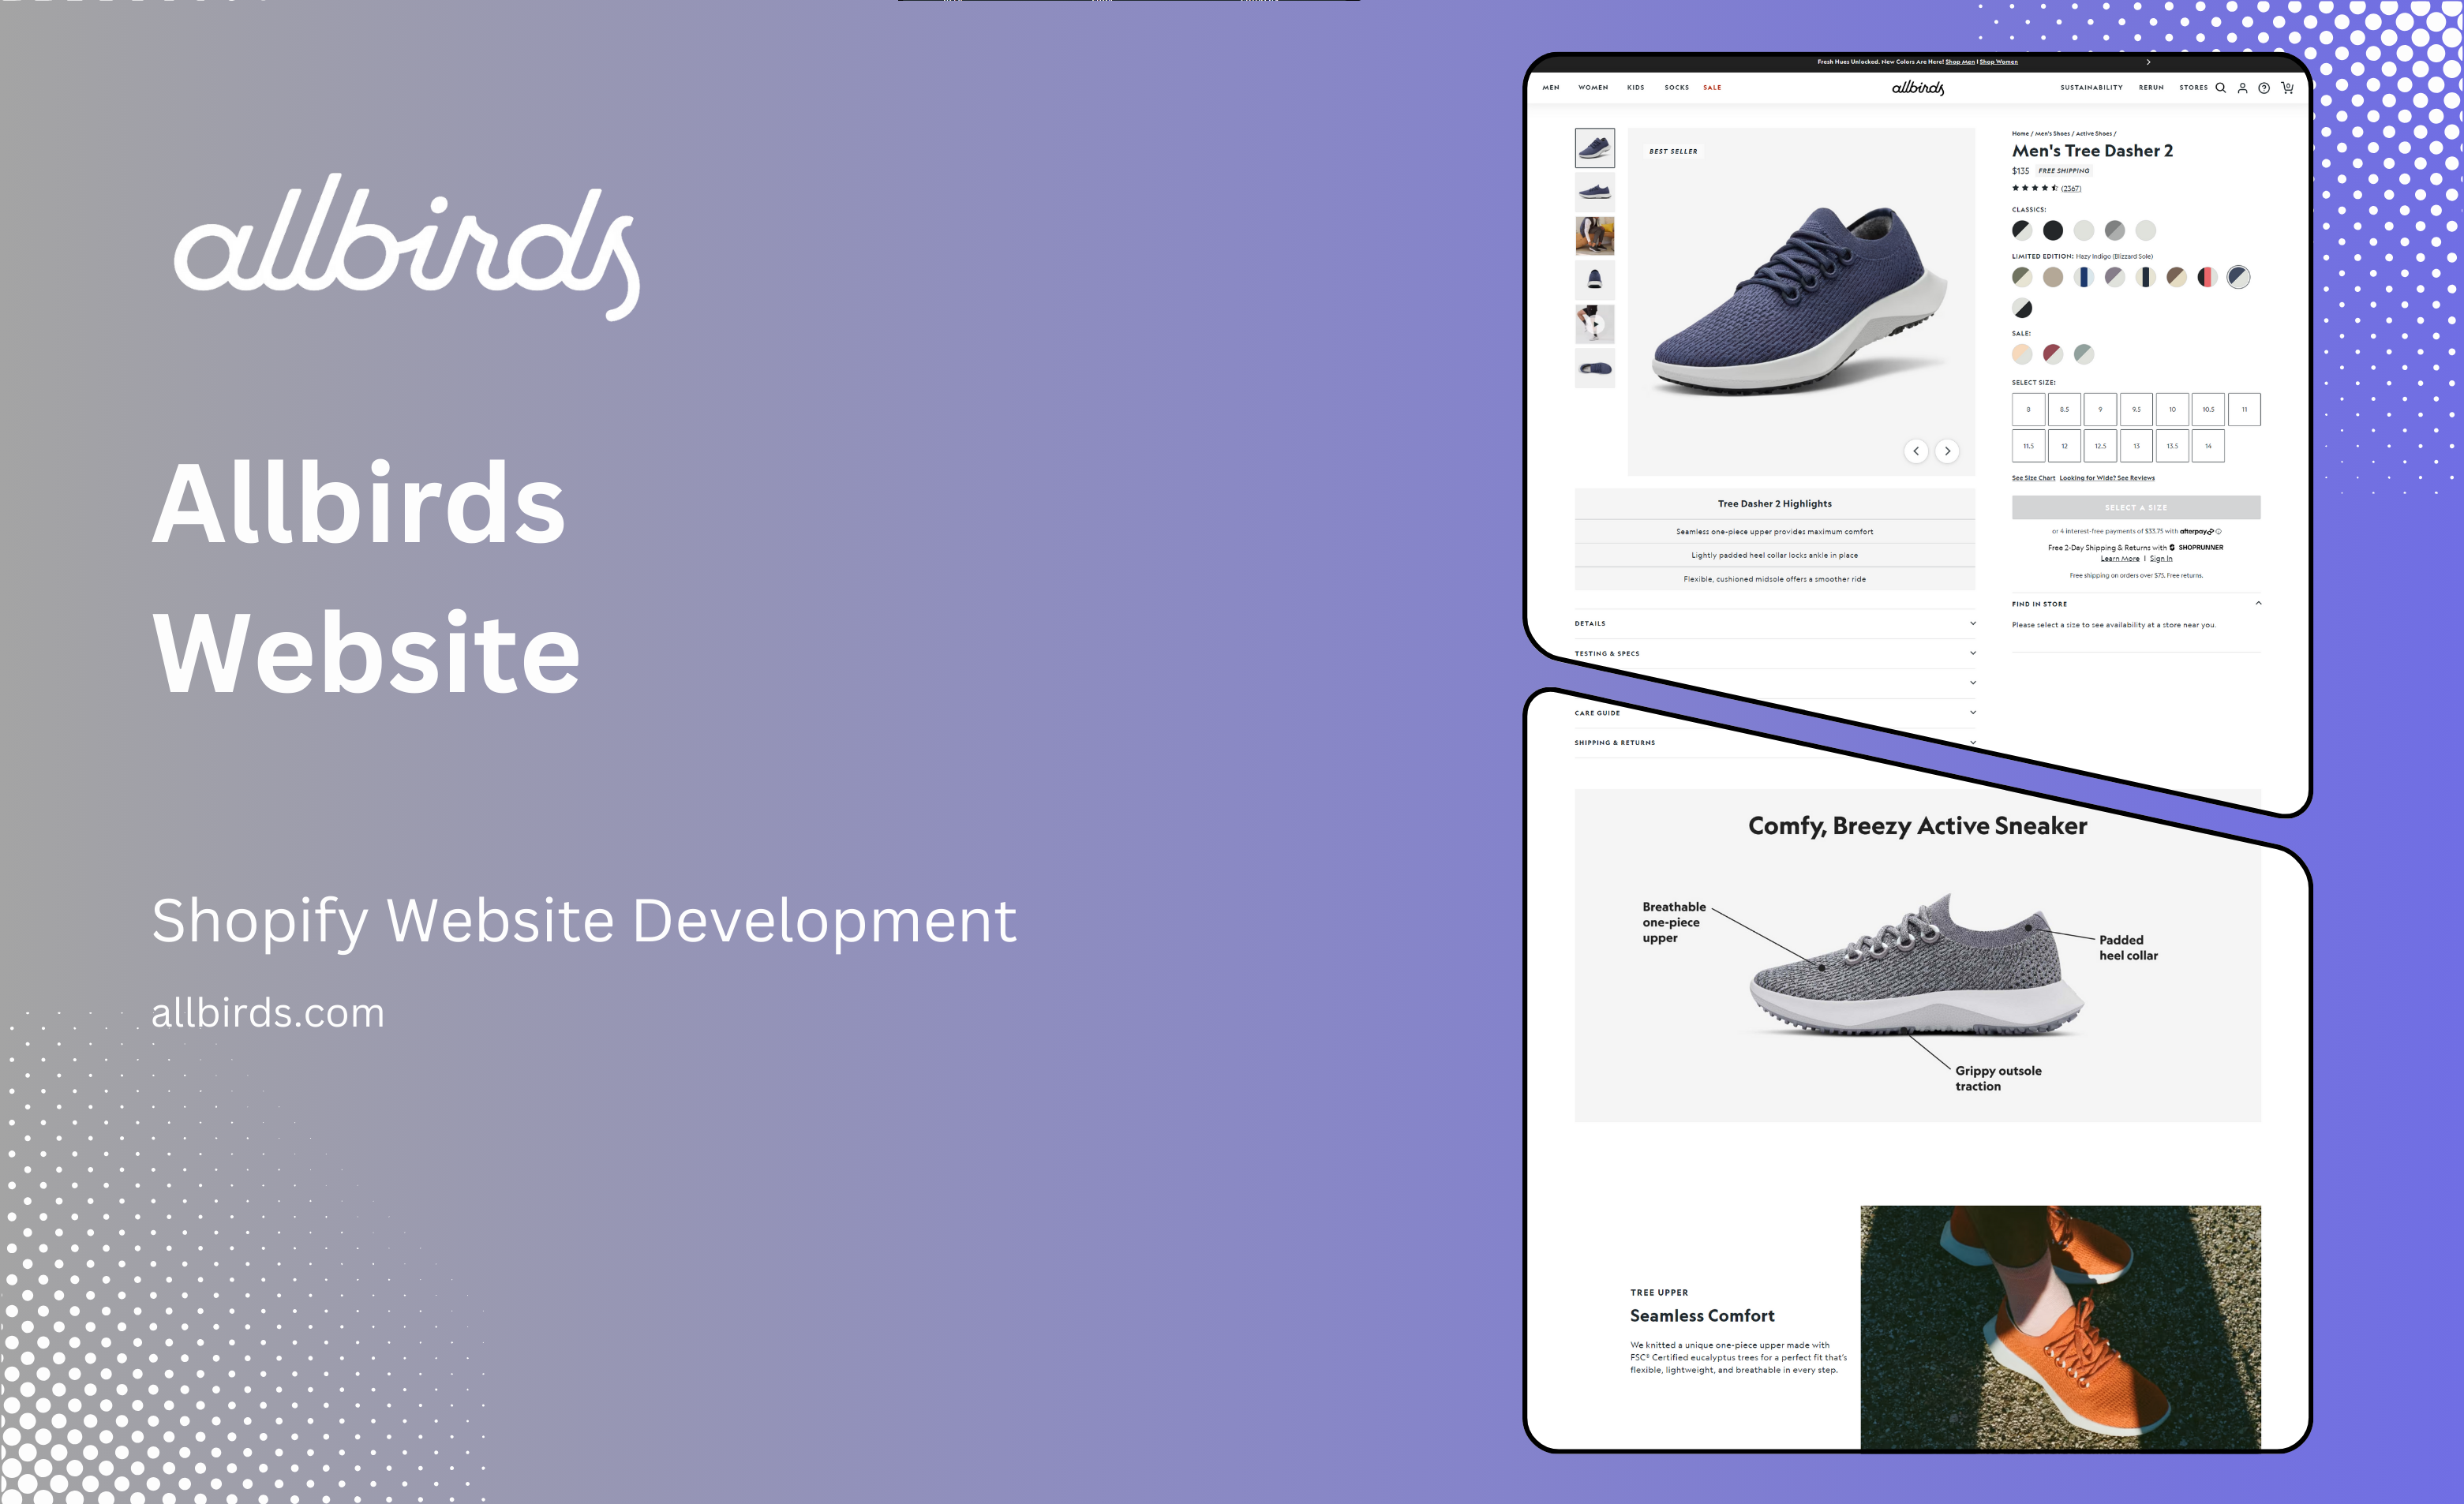 allbirds
Allbirds
Website
Shopify Website Development
allbirds.com
Fresh Hues Unlocked. New Colors Are Here! Shop Men | Shop Women
MEN WOMEN KIDS SOCKS SALE
allbirds
SUSTAINABILITY RERUN STORES
0
BEST SELLER
Home / Men's Shoes / Active Shoes /
Men's Tree Dasher 2
$135 FREE SHIPPING
(2367)
CLASSICS:
LIMITED EDITION: Hazy Indigo (Blizzard Sole)
SALE:
SELECT SIZE:
8 8.5 9 9.5 10 10.5 11
11.5 12 12.5 13 13.5 14
See Size Chart Looking for Wide? See Reviews
SELECT A SIZE
or 4 interest-free payments of $33.75 with afterpay
Free 2-Day Shipping & Returns with SHOPRUNNER
Learn More | Sign In
Free shipping on orders over $75. Free returns.
FIND IN STORE
Please select a size to see availability at a store near you.
Tree Dasher 2 Highlights
Seamless one-piece upper provides maximum comfort
Lightly padded heel collar locks ankle in place
Flexible, cushioned midsole offers a smoother ride
DETAILS
TESTING & SPECS
CARE GUIDE
SHIPPING & RETURNS
Comfy, Breezy Active Sneaker
Breathable
one-piece
upper
Padded
heel collar
Grippy outsole
traction
TREE UPPER
Seamless Comfort
We knitted a unique one-piece upper made with
FSC® Certified eucalyptus trees for a perfect fit that's
flexible, lightweight, and breathable in every step.